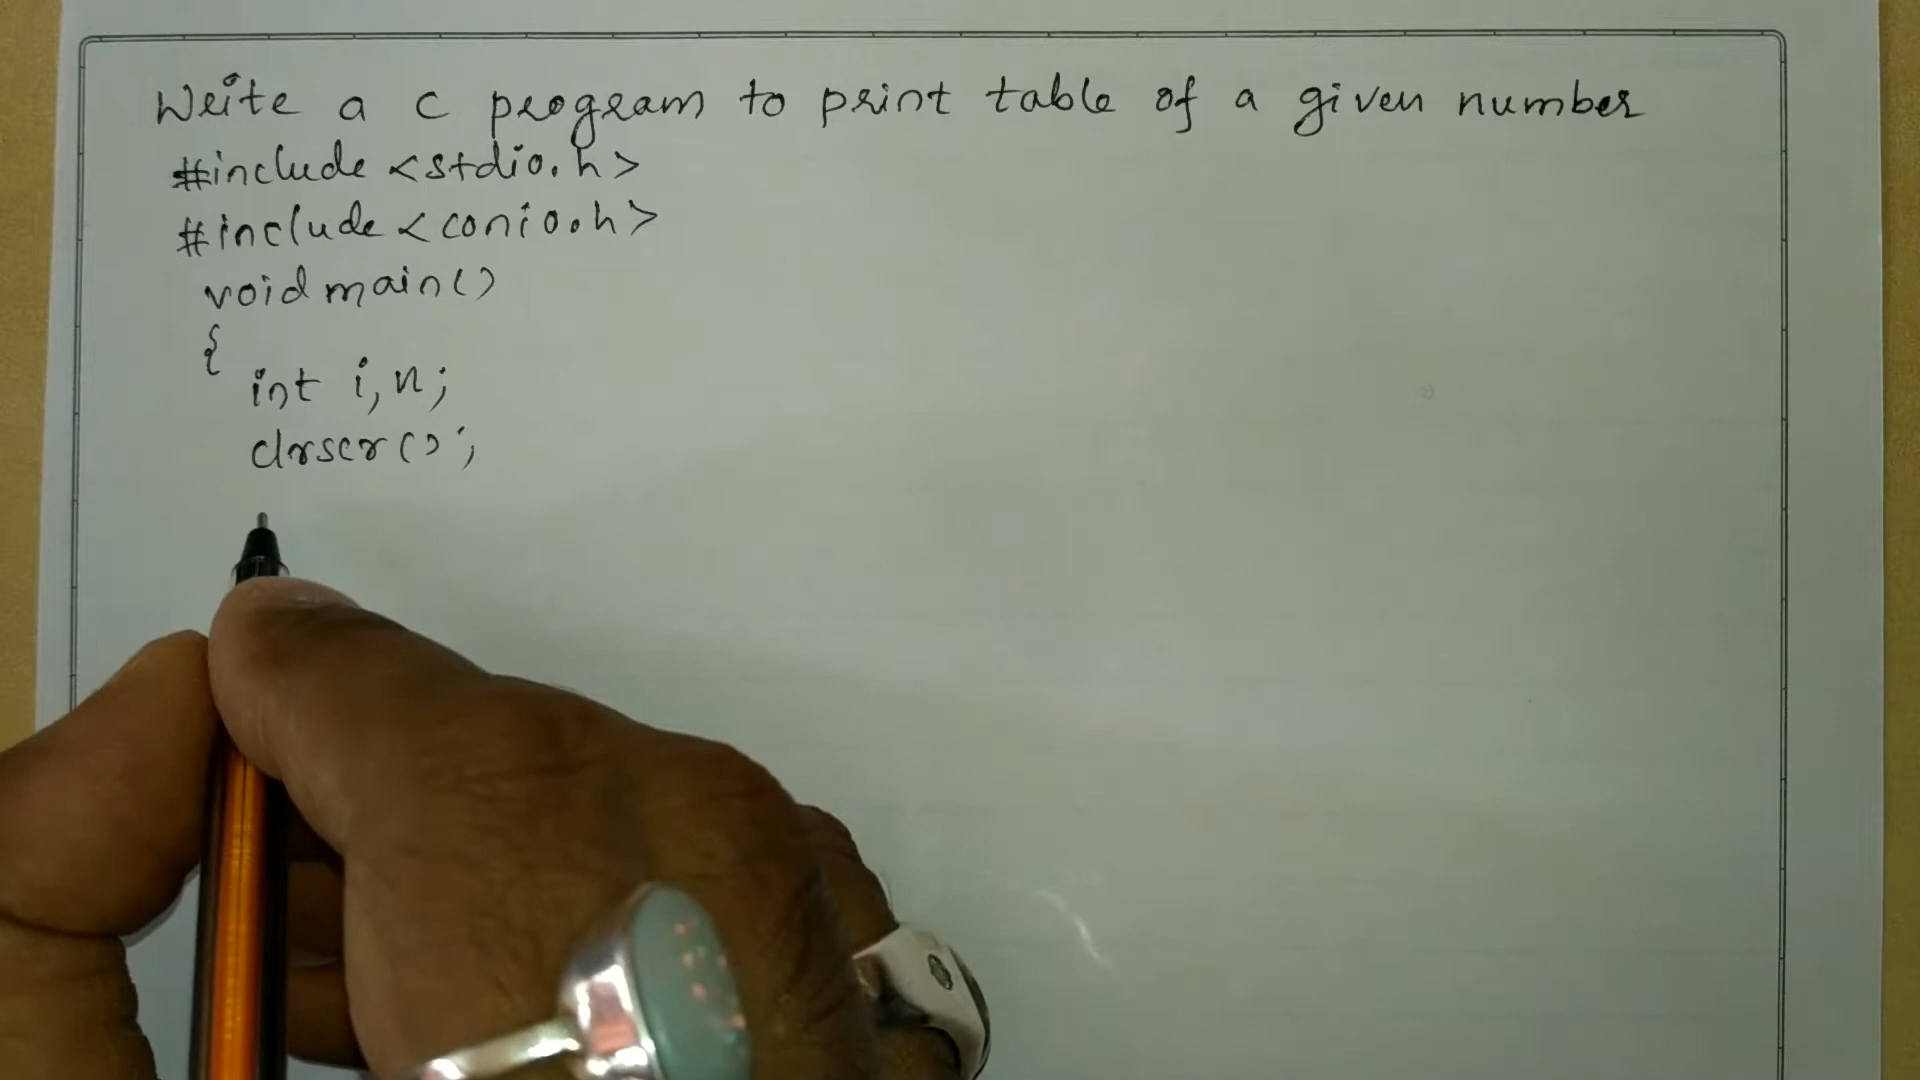 Write a c program to print table of a given number
#include <stdio.h>
#include <conio.h>
void main()
{
int i, n;
clrscr();